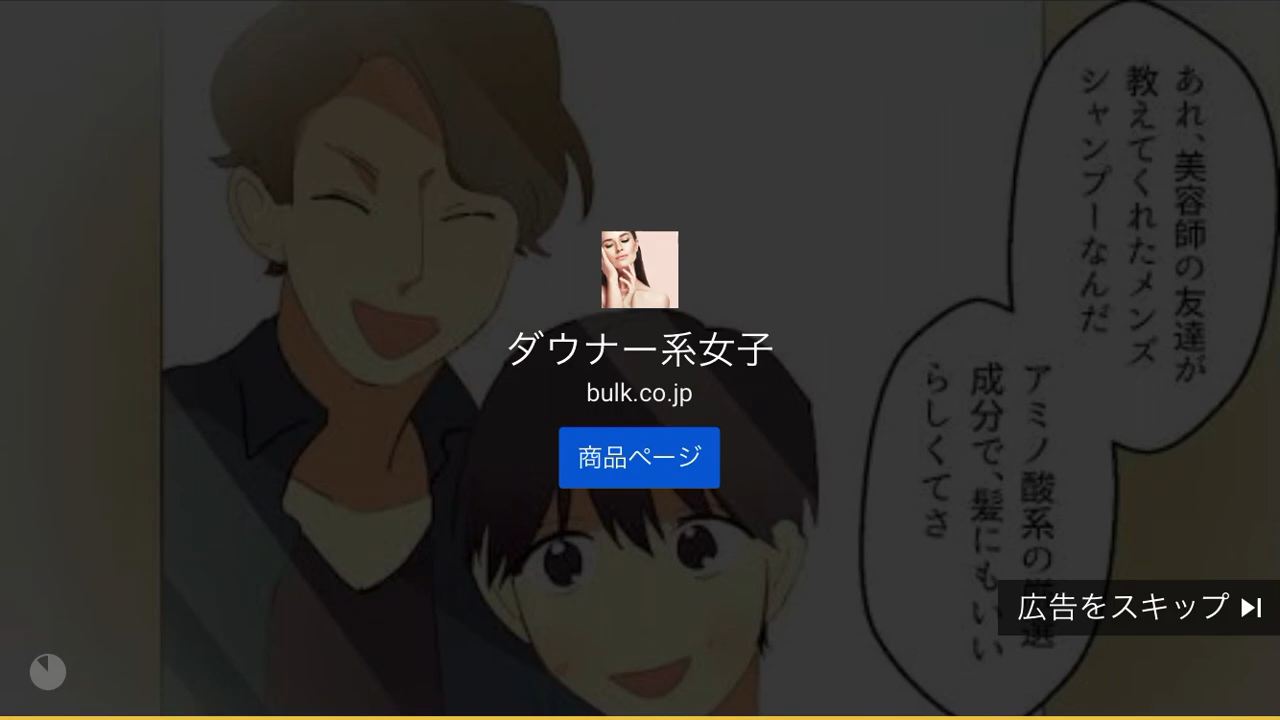 あれ、美容師の友達が
教えてくれたメンズ
シャンプーなんだ
アミノ酸系の
成分で、髪にもいい
らしくてさ
ダウナー系女子
bulk.co.jp
商品ページ
広告をスキップ